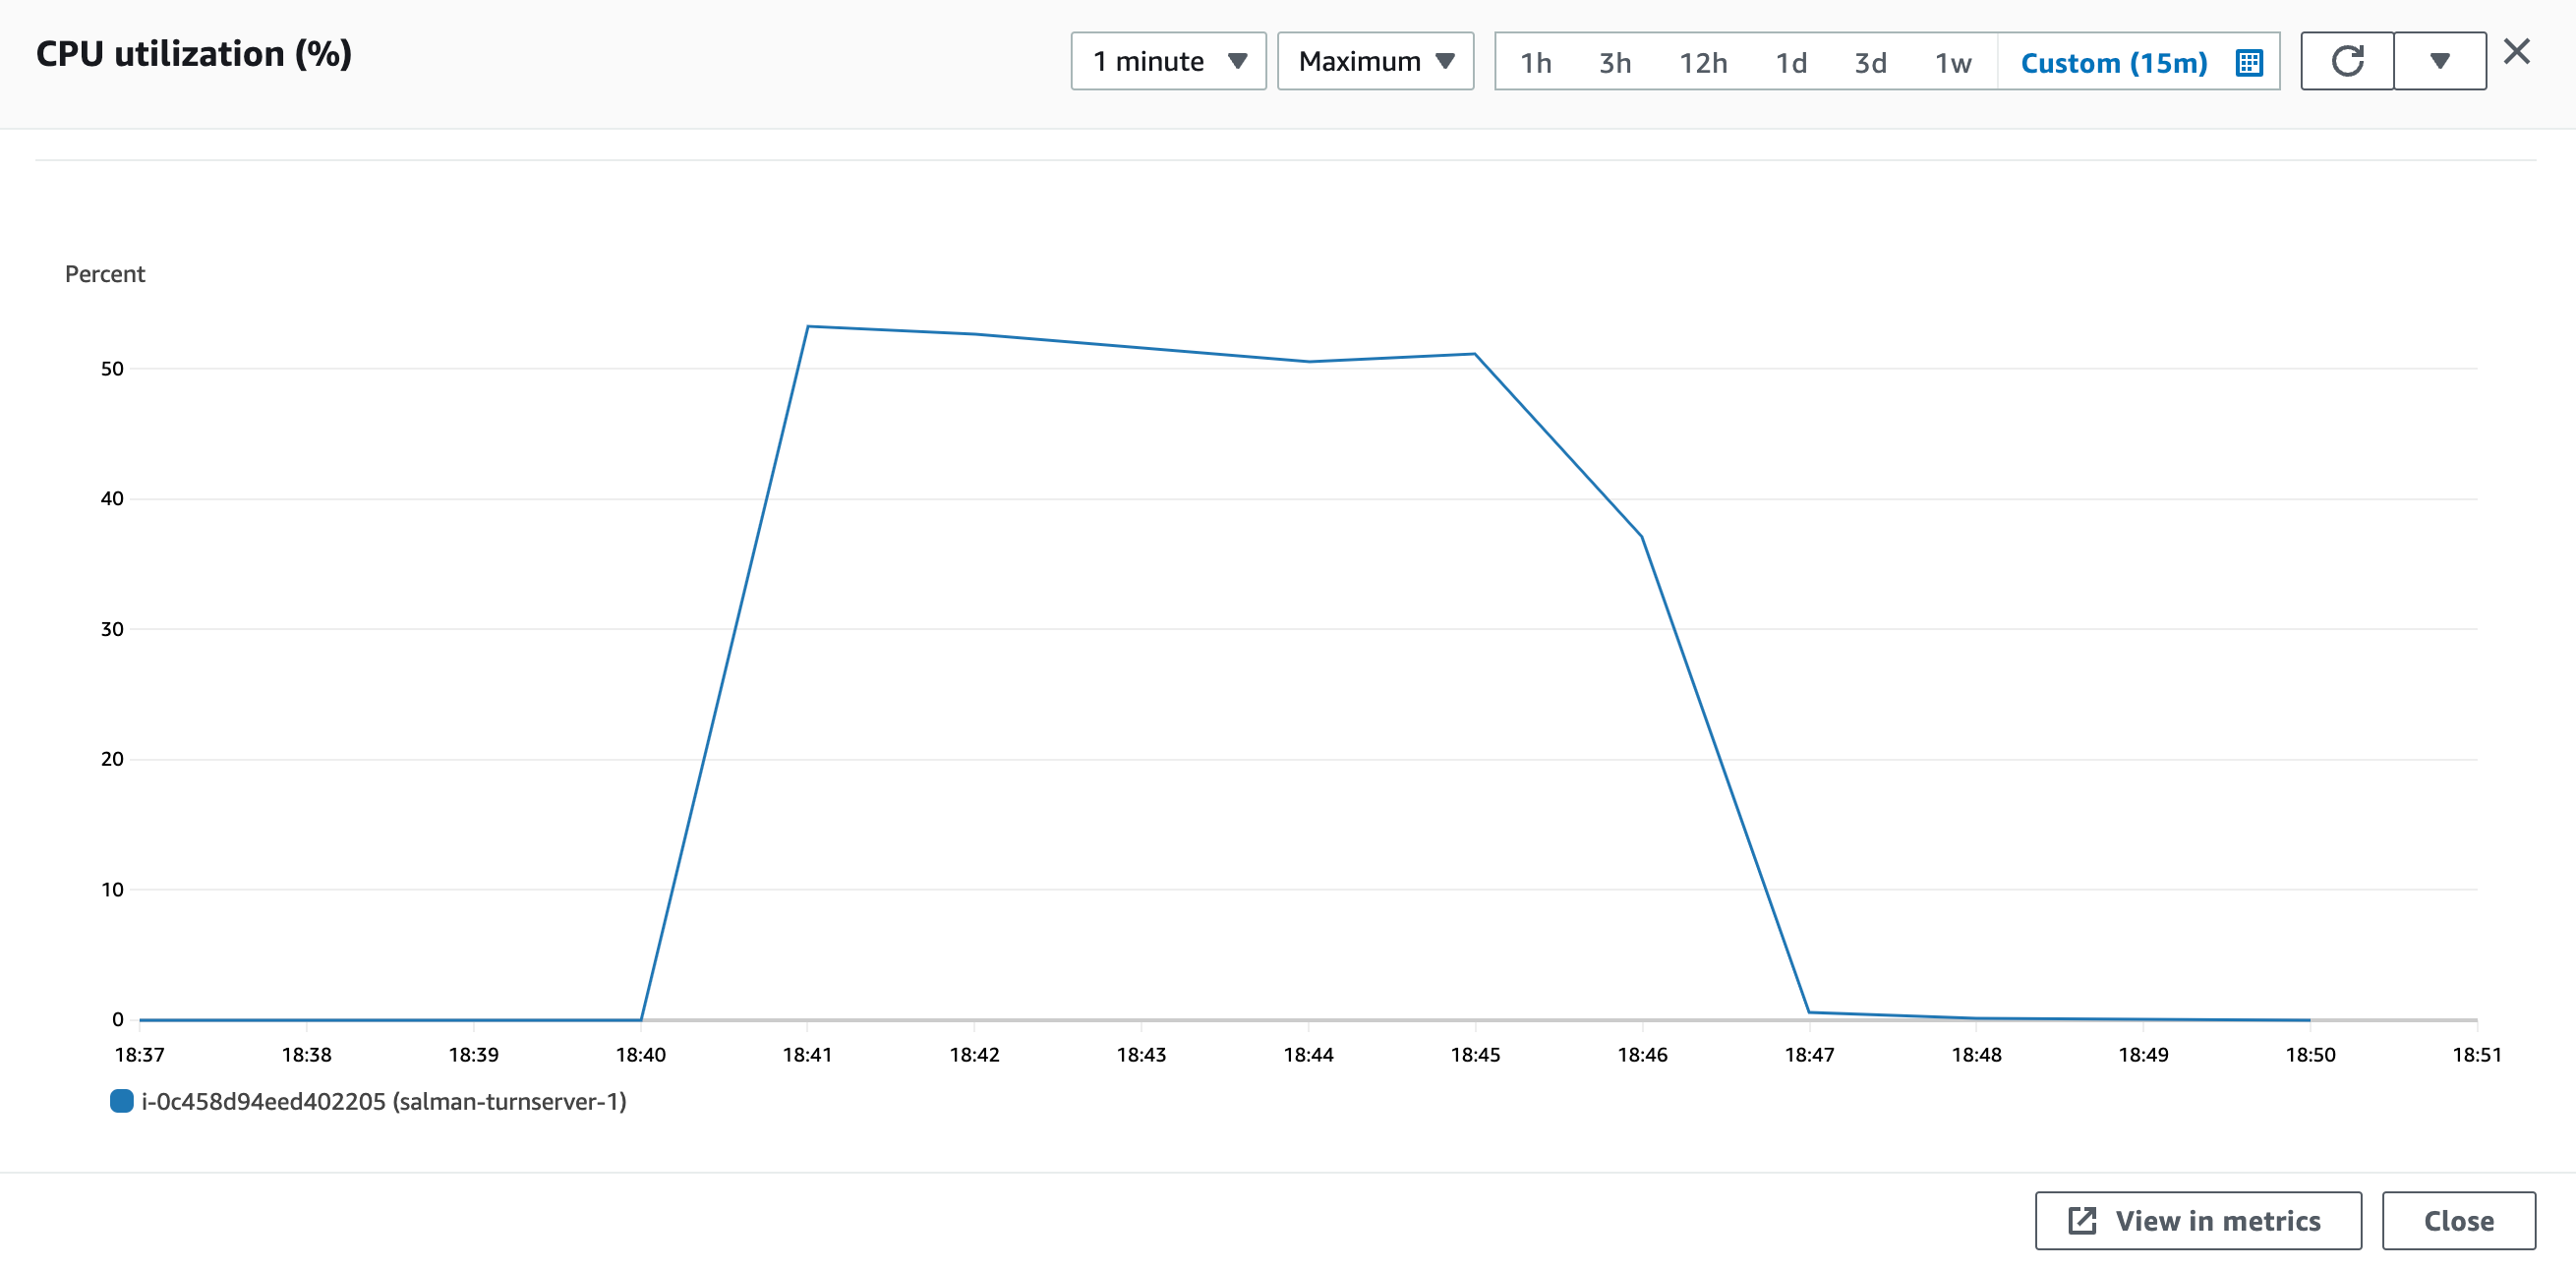 CPU utilization (%)
1 minute
Maximum
1h 3h 12h 1d 3d 1w Custom (15m)
Percent
50
40
30
20
10
0
18:37 18:38 18:39 18:40 18:41 18:42 18:43 18:44 18:45 18:46 18:47 18:48 18:49 18:50 18:51
i-0c458d94eed402205 (salman-turnserver-1)
View in metrics
Close